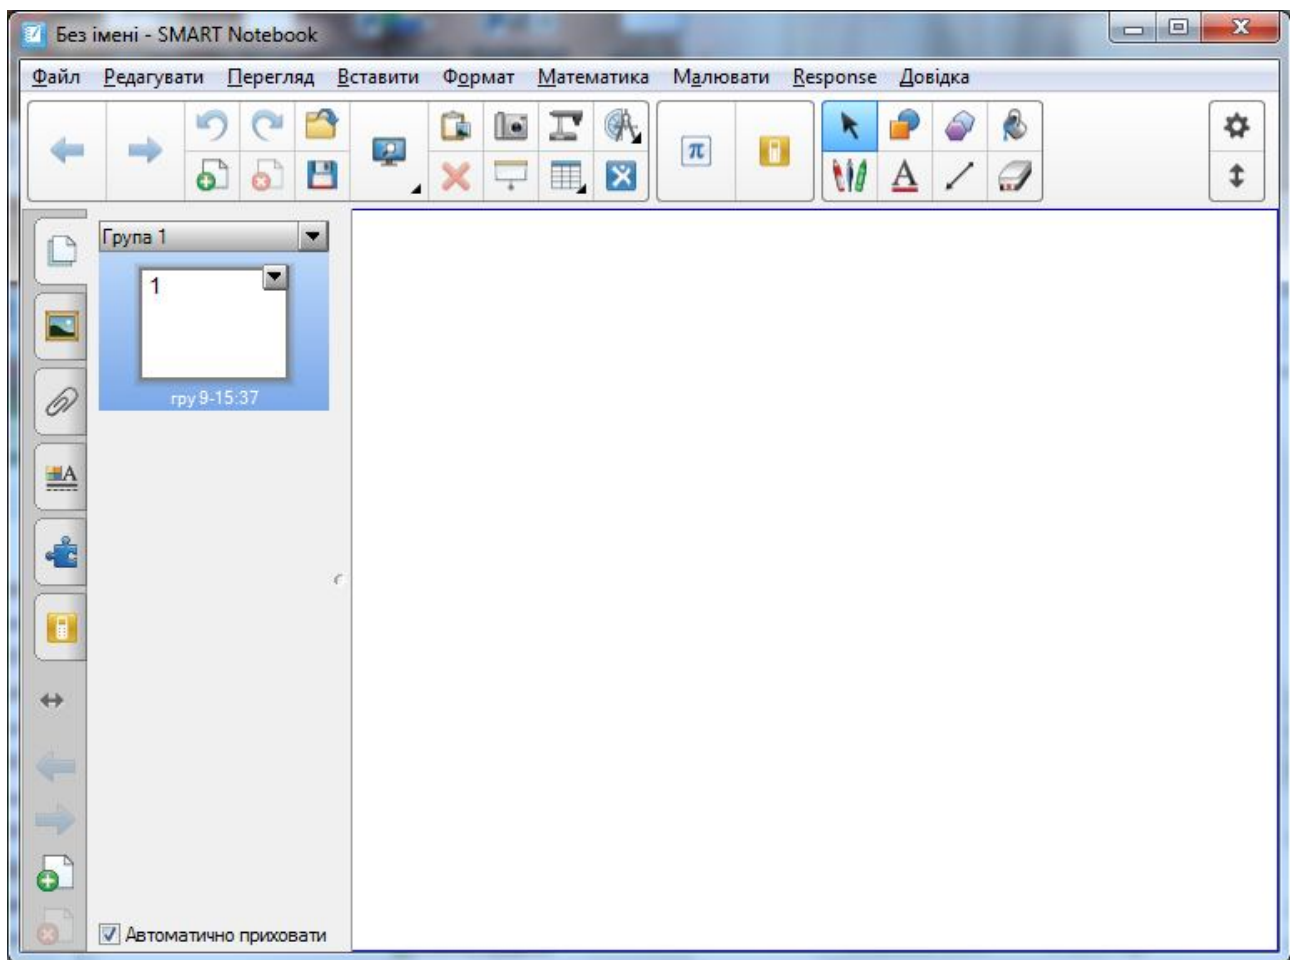 Без імені - SMART Notebook
Файл Редагувати Перегляд Вставити Формат Математика Малювати Response Довідка
π
A
Група 1
1
гру 9-15:37
A
Автоматично приховати